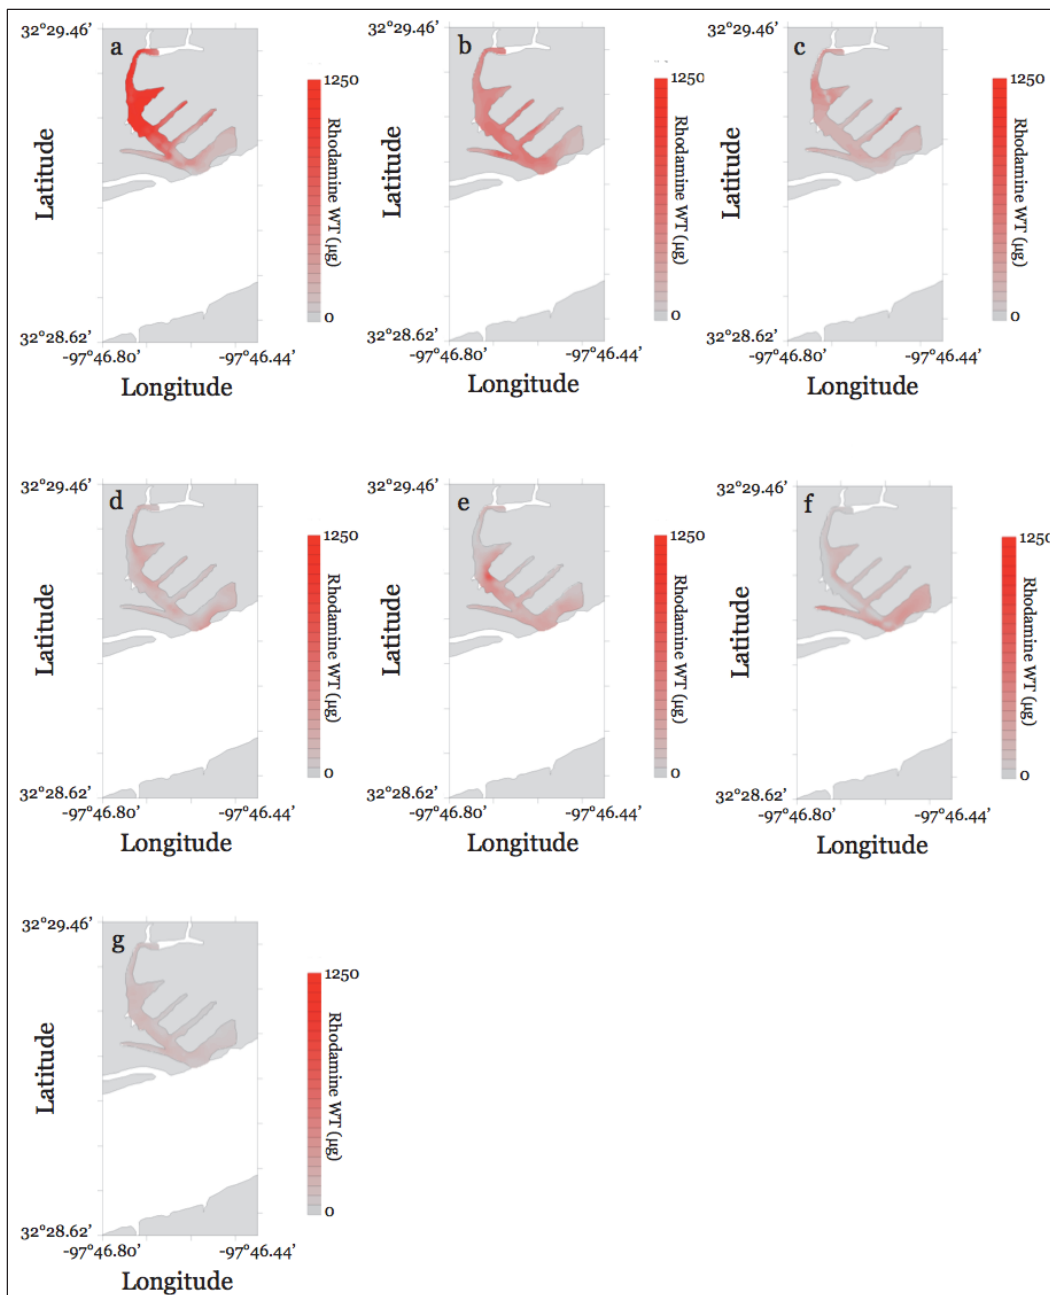 a
32°29.46'
32°28.62'
Latitude
-97°46.80' -97°46.44'
Longitude
1250
Rhodamine WT (µg)
0
b
32°29.46'
32°28.62'
Latitude
-97°46.80' -97°46.44'
Longitude
1250
Rhodamine WT (µg)
0
c
32°29.46'
32°28.62'
Latitude
-97°46.80' -97°46.44'
Longitude
1250
Rhodamine WT (µg)
0
d
32°29.46'
32°28.62'
Latitude
-97°46.80' -97°46.44'
Longitude
1250
Rhodamine WT (µg)
0
e
32°29.46'
32°28.62'
Latitude
-97°46.80' -97°46.44'
Longitude
1250
Rhodamine WT (µg)
0
f
32°29.46'
32°28.62'
Latitude
-97°46.80' -97°46.44'
Longitude
1250
Rhodamine WT (µg)
0
g
32°29.46'
32°28.62'
Latitude
-97°46.80' -97°46.44'
Longitude
1250
Rhodamine WT (µg)
0